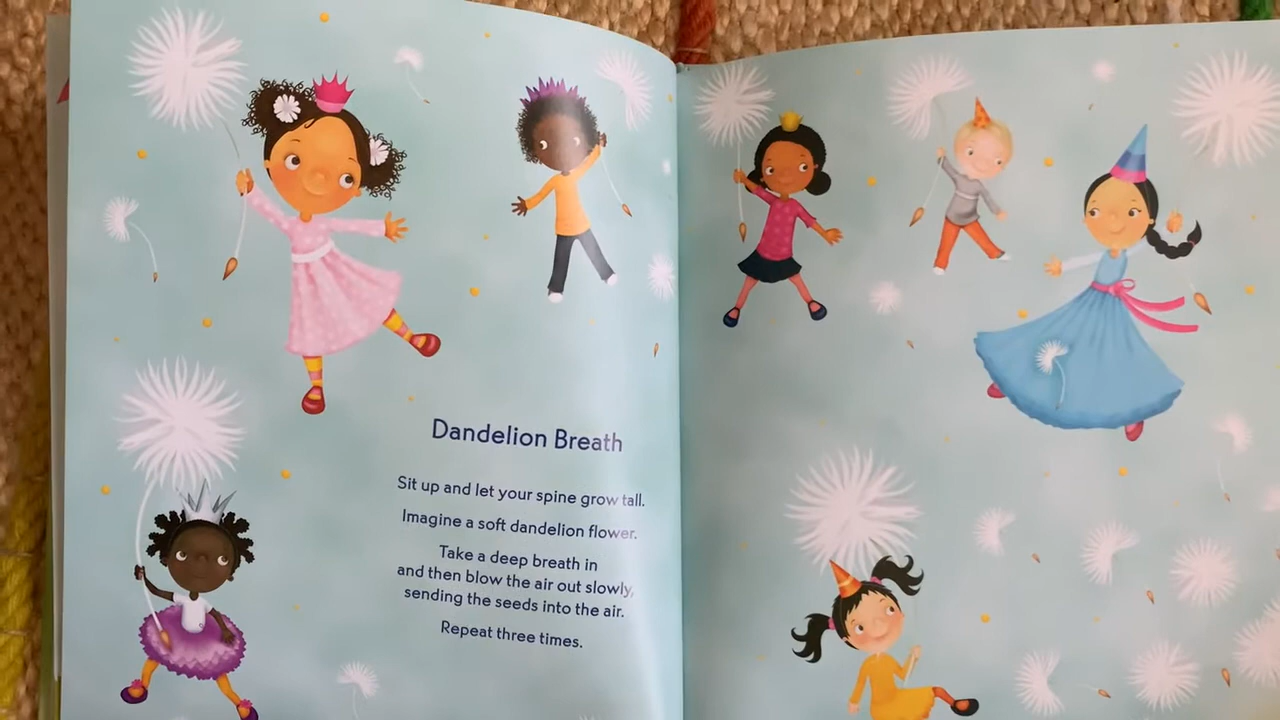 Dandelion Breath
Sit up and let your spine grow tall.
Imagine a soft dandelion flower.
Take a deep breath in
and then blow the air out slowly,
sending the seeds into the air.
Repeat three times.